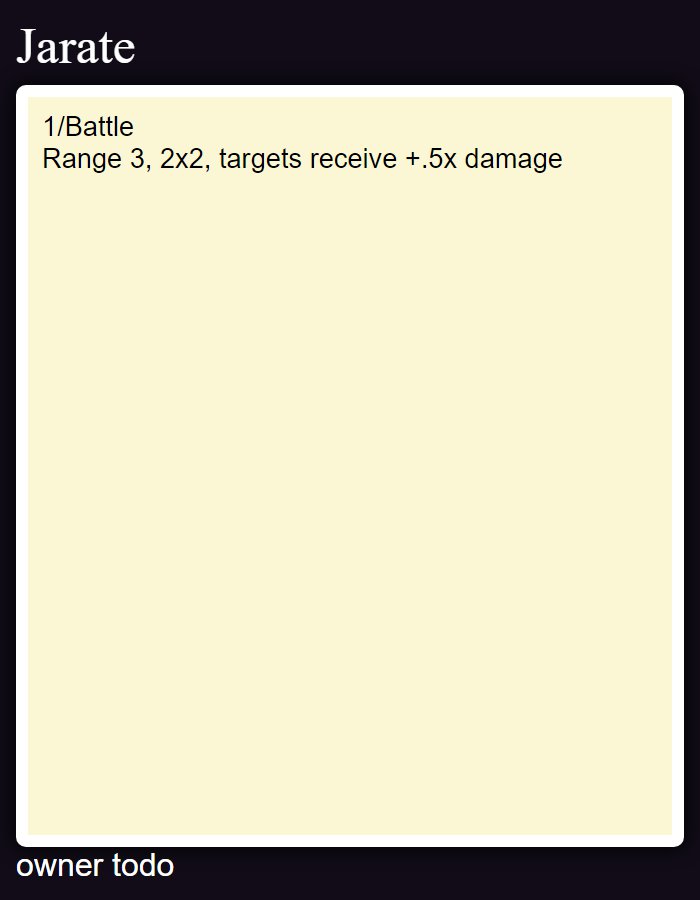 Jarate
1/Battle
Range 3, 2x2, targets receive +.5x damage
owner todo